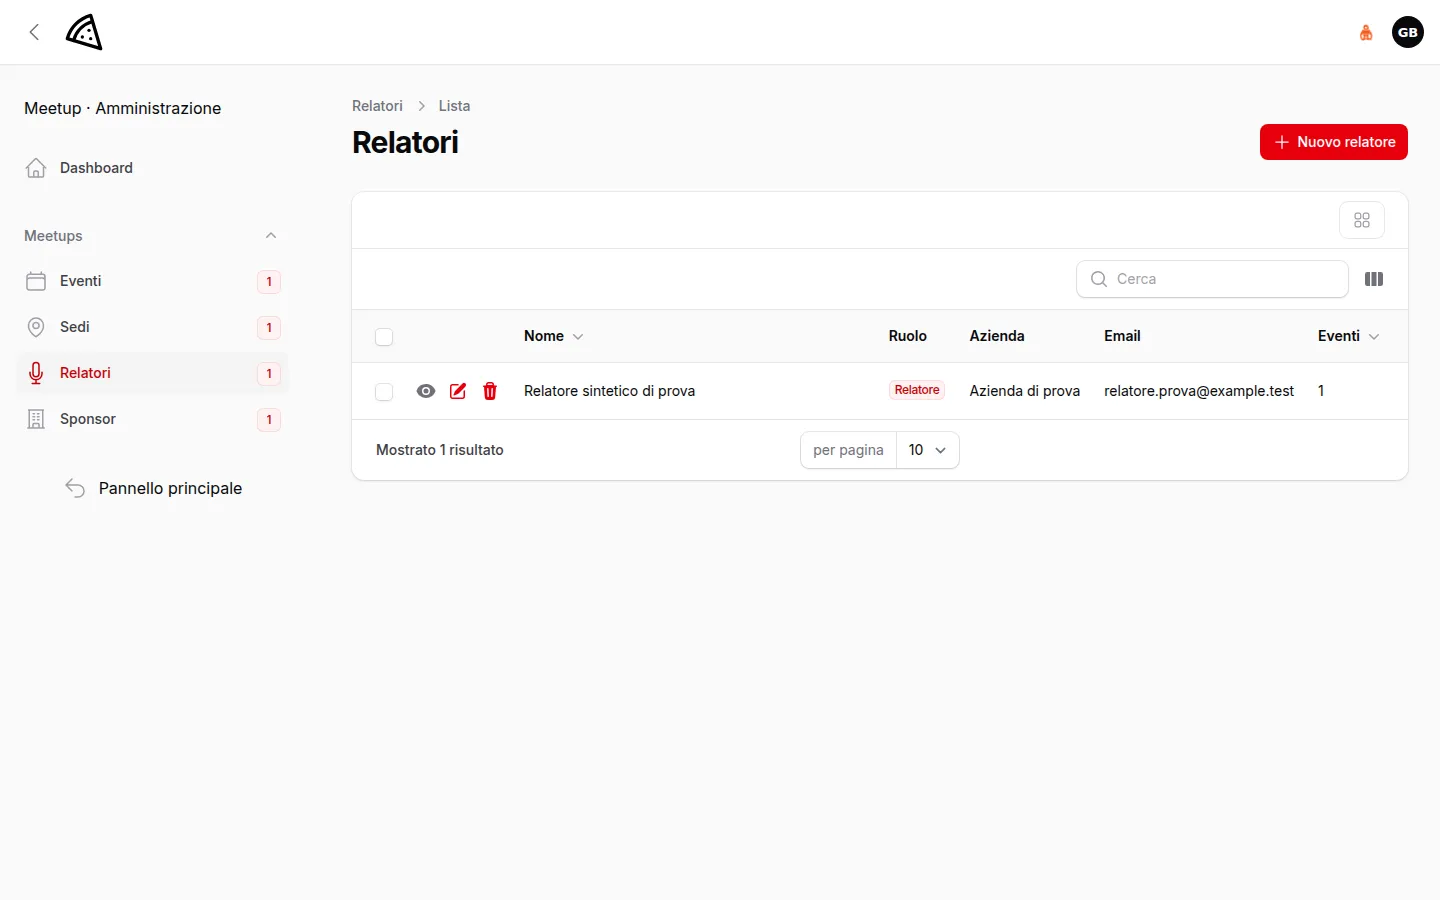 GB
Meetup · Amministrazione
Dashboard
Meetups
Eventi 1
Sedi 1
Relatori 1
Sponsor 1
Pannello principale
Relatori > Lista
Relatori
Nuovo relatore
Cerca
Nome Ruolo Azienda Email Eventi
Relatore sintetico di prova Relatore Azienda di prova relatore.prova@example.test 1
Mostrato 1 risultato per pagina 10